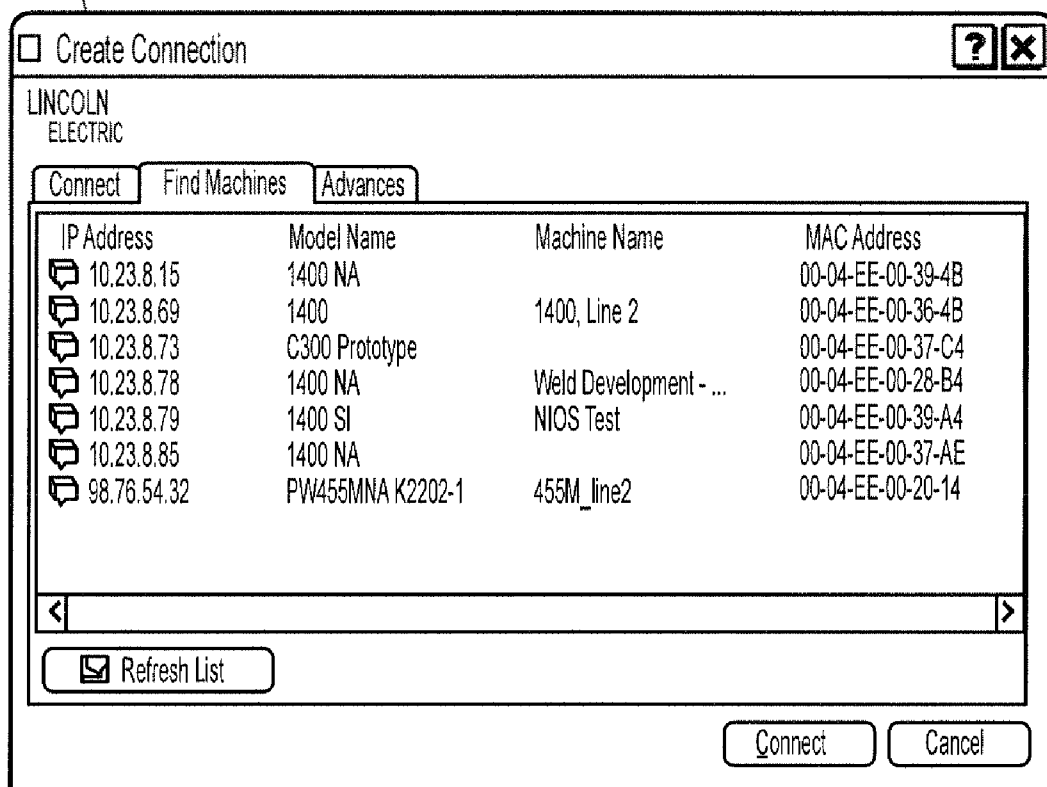 Create Connection ? X
LINCOLN
ELECTRIC
Connect Find Machines Advances
IP Address Model Name Machine Name MAC Address
10.23.8.15 1400 NA 00-04-EE-00-39-4B
10.23.8.69 1400 1400, Line 2 00-04-EE-00-36-4B
10.23.8.73 C300 Prototype 00-04-EE-00-37-C4
10.23.8.78 1400 NA Weld Development - ... 00-04-EE-00-28-B4
10.23.8.79 1400 SI NIOS Test 00-04-EE-00-39-A4
10.23.8.85 1400 NA 00-04-EE-00-37-AE
98.76.54.32 PW455MNA K2202-1 455M_line2 00-04-EE-00-20-14
< >
Refresh List
Connect Cancel